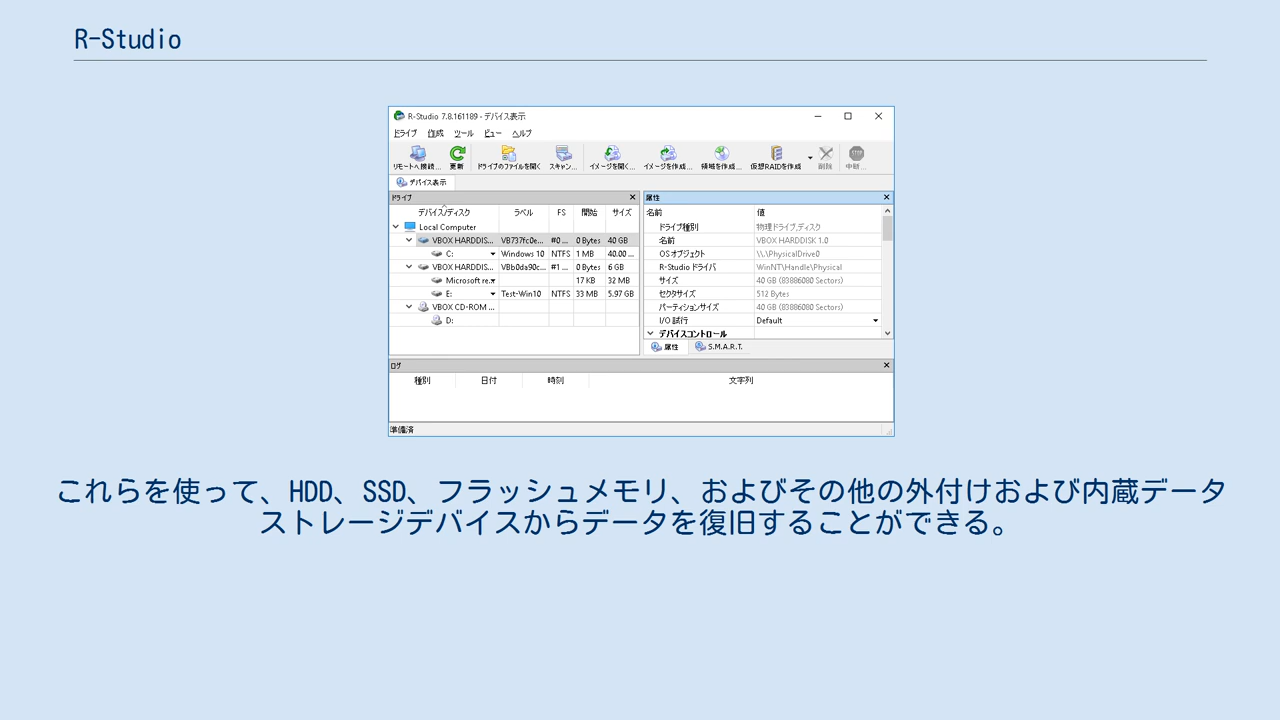 R-Studio
R-Studio 7.8.161189 - デバイス表示
ドライブ 作成 ツール ビュー ヘルプ
リモートへ接続... 更新 ドライブのファイルを開く スキャン... イメージを開く... イメージを作成... 領域を作成... 仮想RAIDを作成 削除 中断...
デバイス表示
ドライブ
デバイス/ディスク ラベル FS 開始 サイズ
Local Computer
VBOX HARDDIS... VB737fc0e... #0 ... 0 Bytes 40 GB
C: Windows 10 NTFS 1 MB 40.00 ...
VBOX HARDDIS... VBb0da90c... #1 ... 0 Bytes 6 GB
Microsoft re... 17 KB 32 MB
E: Test-Win10 NTFS 33 MB 5.97 GB
VBOX CD-ROM ...
D:
属性
名前 値
ドライブ種別 物理ドライブ,ディスク
名前 VBOX HARDDISK 1.0
OSオブジェクト \\.\PhysicalDrive0
R-Studio ドライバ WinNT\Handle\Physical
サイズ 40 GB (83886080 Sectors)
セクタサイズ 512 Bytes
パーティションサイズ 40 GB (83886080 Sectors)
I/O 試行 Default
デバイスコントロール
属性 S.M.A.R.T.
ログ
種別 日付 時刻 文字列
準備済
これらを使って、HDD、SSD、フラッシュメモリ、およびその他の外付けおよび内蔵データ
ストレージデバイスからデータを復旧することができる。